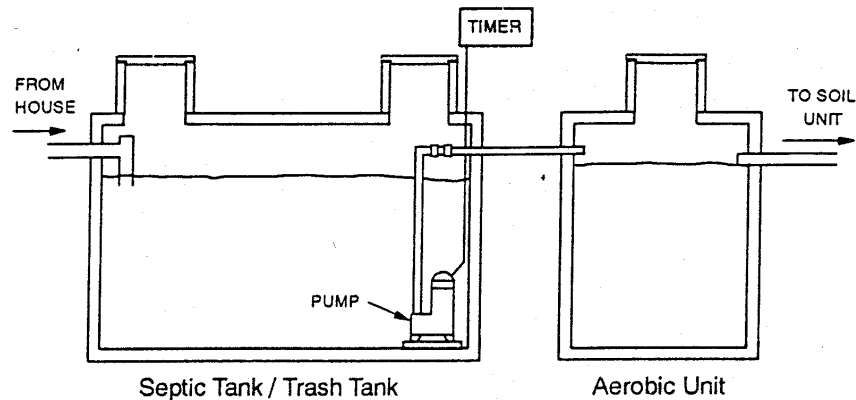 TIMER
FROM
HOUSE
TO SOIL
UNIT
PUMP
Septic Tank / Trash Tank
Aerobic Unit